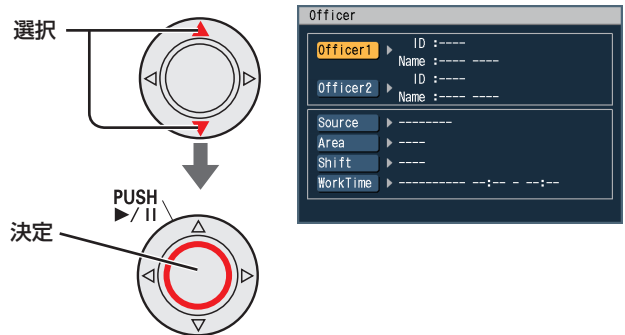 選択
PUSH
►/II
決定
Officer
Officer1 ID :----
Name :---- ----
Officer2 ID :----
Name :---- ----
Source --------
Area ----
Shift ----
WorkTime ---------- --:-- - --:--